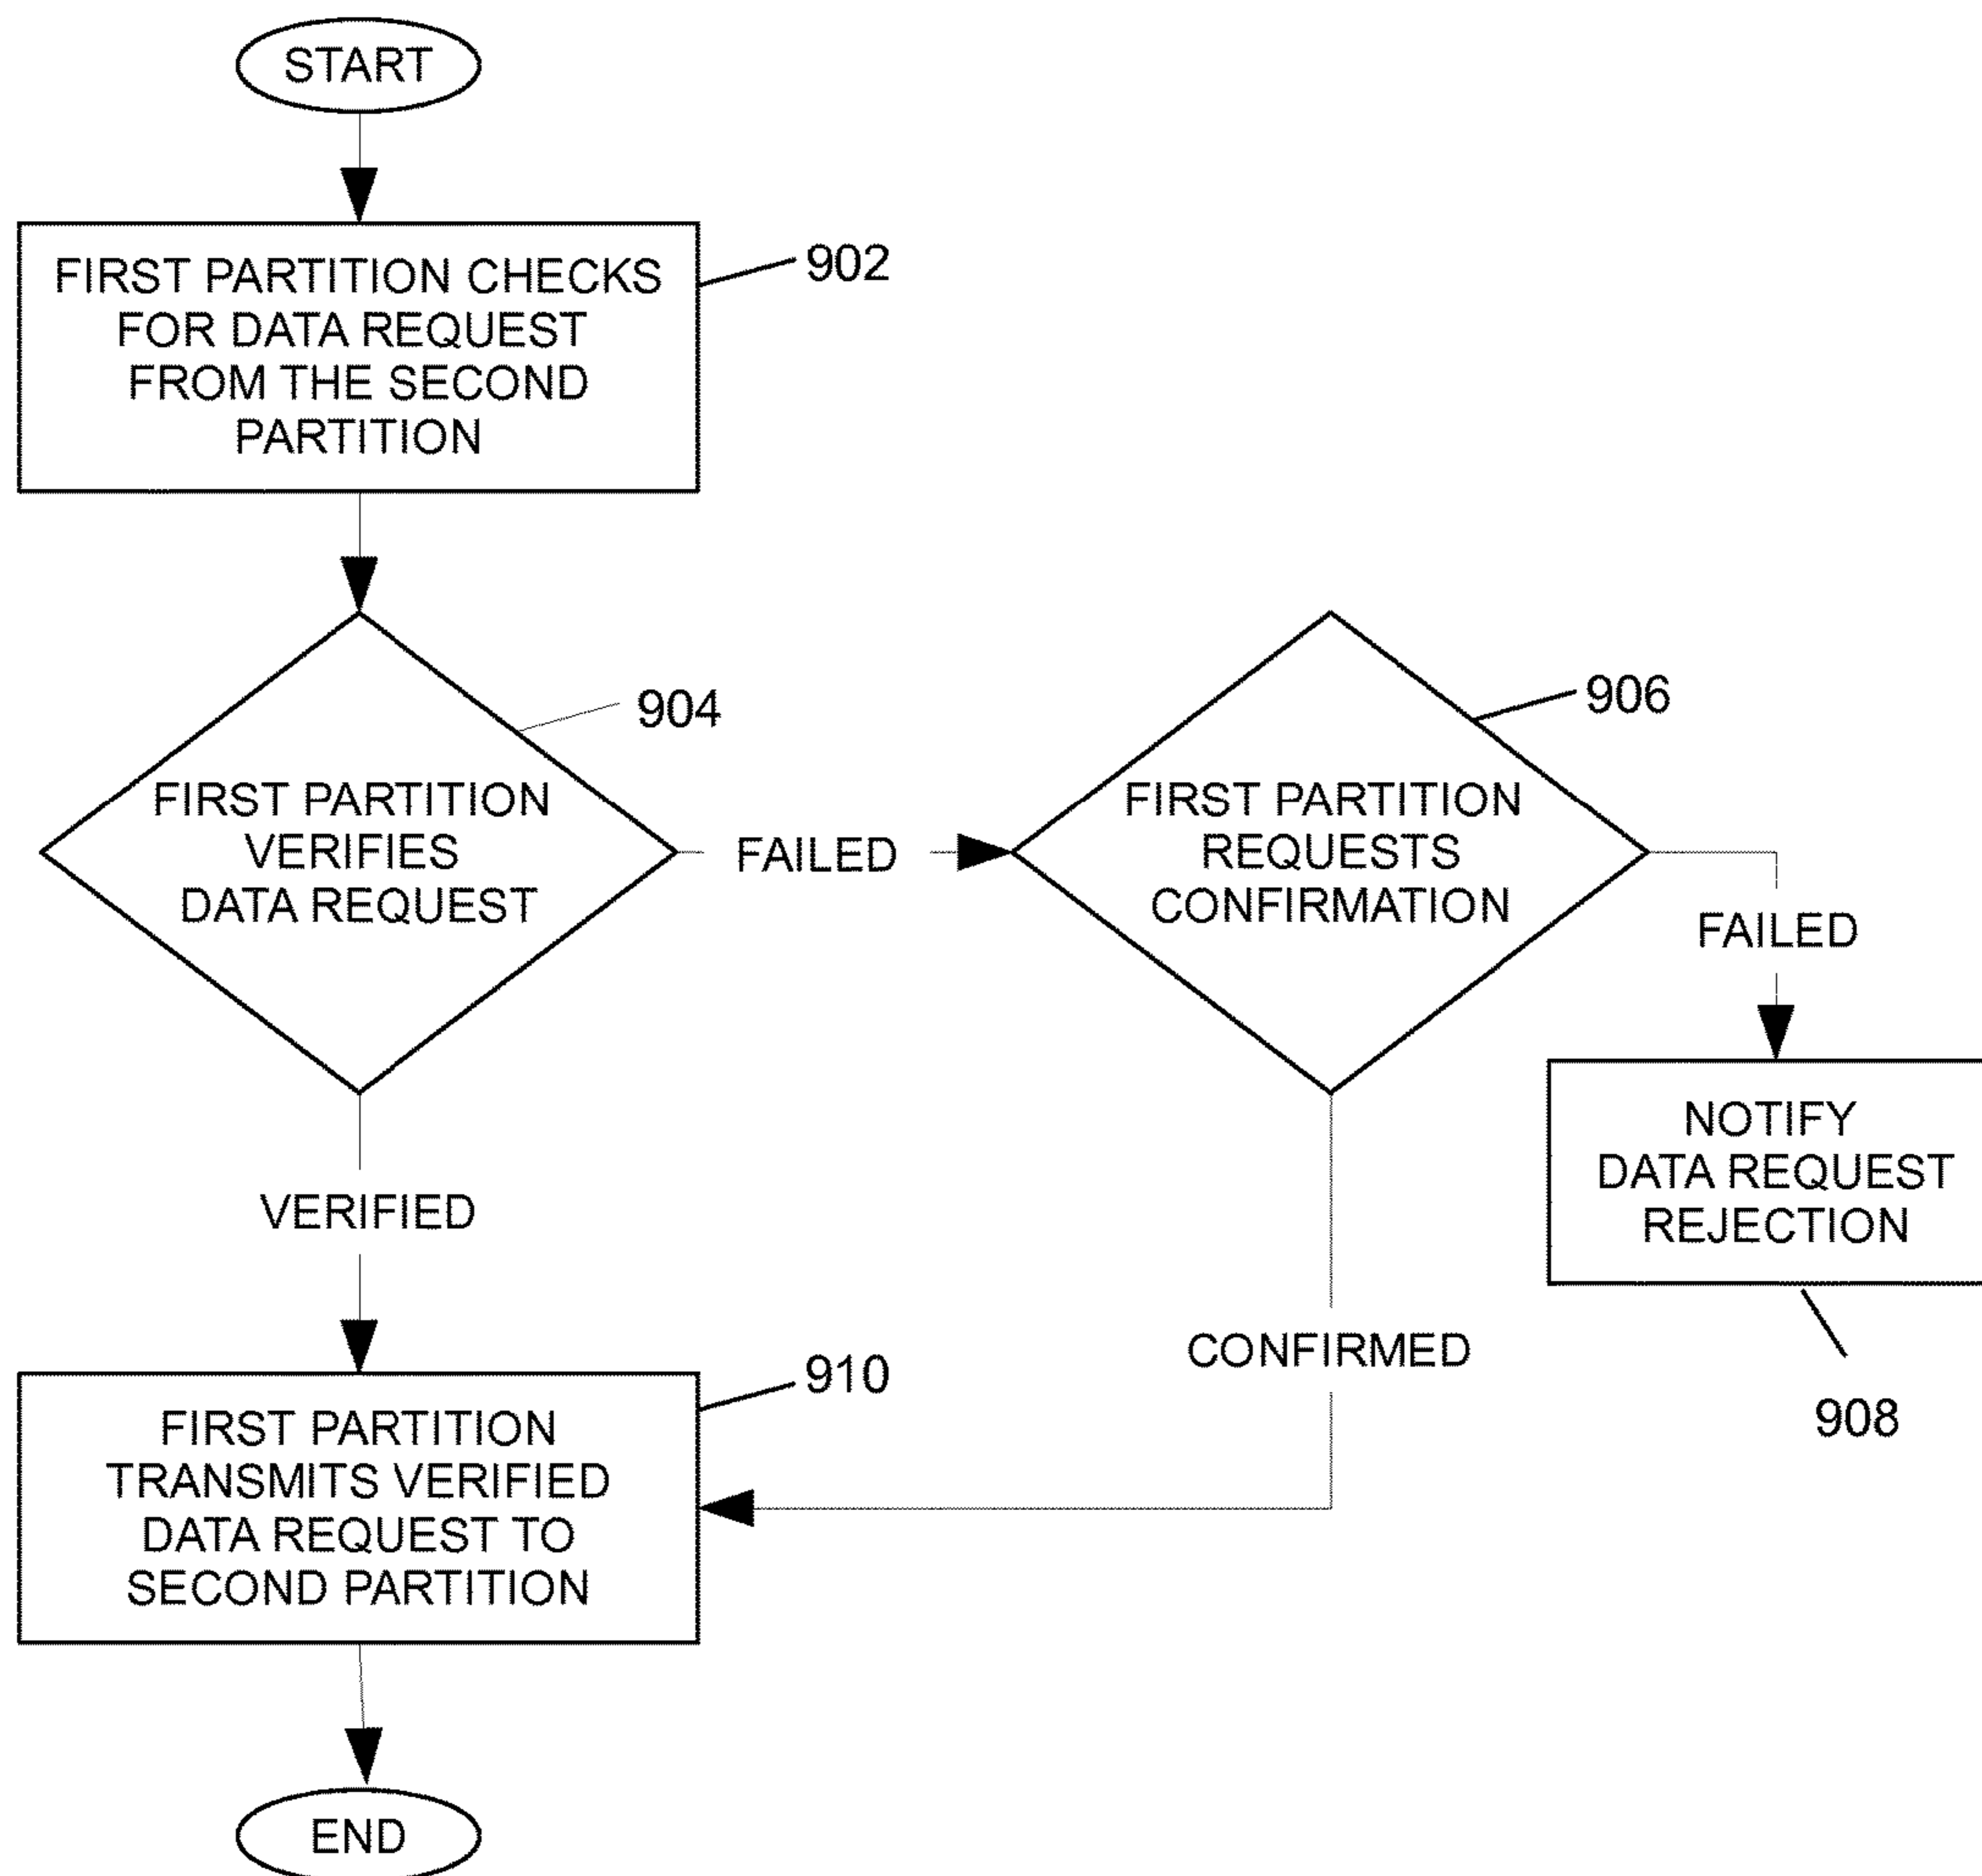 START
FIRST PARTITION CHECKS
FOR DATA REQUEST
FROM THE SECOND
PARTITION
902
FIRST PARTITION
VERIFIES
DATA REQUEST
904
FAILED
FIRST PARTITION
REQUESTS
CONFIRMATION
906
FAILED
NOTIFY
DATA REQUEST
REJECTION
908
VERIFIED
CONFIRMED
FIRST PARTITION
TRANSMITS VERIFIED
DATA REQUEST TO
SECOND PARTITION
910
END